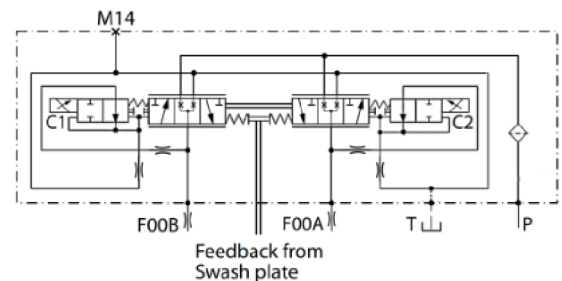 M14
C1
C2
F00B
F00A
T
P
Feedback from
Swash plate